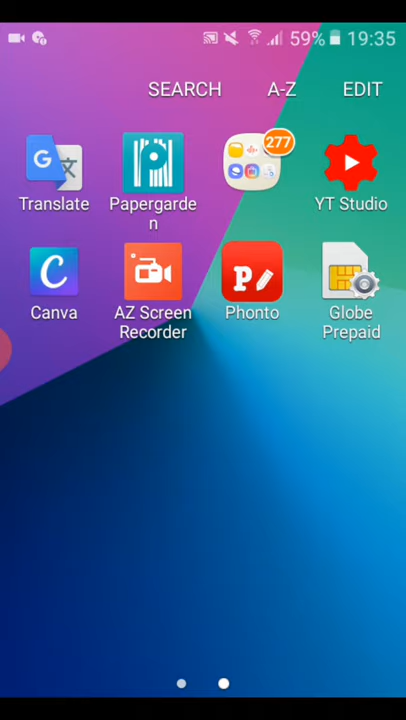 59% 19:35
SEARCH A-Z EDIT
277
Translate
Papergarde
n
YT Studio
Canva
AZ Screen
Recorder
Phonto
Globe
Prepaid